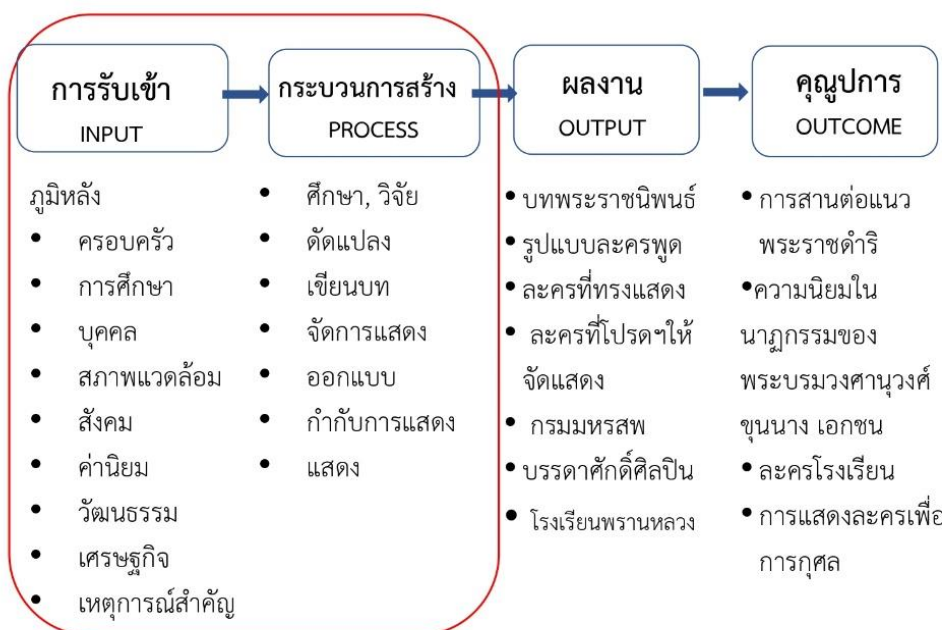 การรับเข้า
INPUT
ภูมิหลัง
• ครอบครัว
• การศึกษา
• บุคคล
• สภาพแวดล้อม
• สังคม
• ค่านิยม
• วัฒนธรรม
• เศรษฐกิจ
• เหตุการณ์สำคัญ
กระบวนการสร้าง
PROCESS
• ศึกษา, วิจัย
• ดัดแปลง
• เขียนบท
• จัดการแสดง
• ออกแบบ
• กำกับการแสดง
• แสดง
ผลงาน
OUTPUT
• บทพระราชนิพนธ์
• รูปแบบละครพูด
• ละครที่ทรงแสดง
• ละครที่โปรดฯให้
จัดแสดง
• กรมมหรสพ
• บรรดาศักดิ์ศิลปิน
• โรงเรียนพรานหลวง
คุณูปการ
OUTCOME
• การสานต่อแนว
พระราชดำริ
•ความนิยมใน
นาฏกรรมของ
พระบรมวงศานุวงศ์
ขุนนาง เอกชน
• ละครโรงเรียน
• การแสดงละครเพื่อ
การกุศล